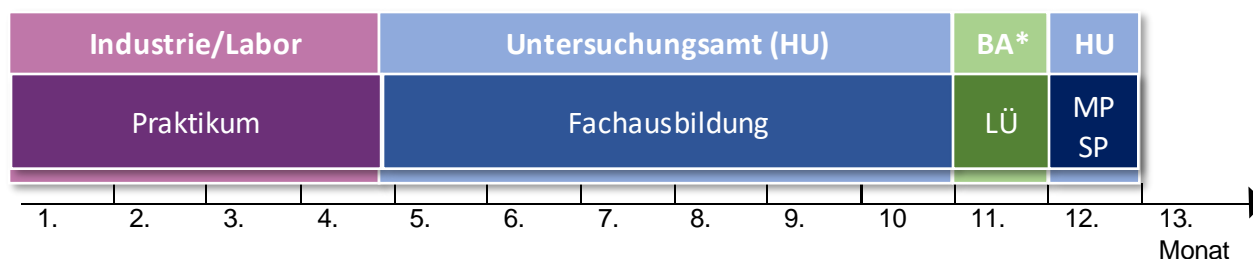 Industrie/Labor Untersuchungsamt (HU) BA* HU
Praktikum Fachausbildung LÜ MP
SP
1. 2. 3. 4. 5. 6. 7. 8. 9. 10 11. 12. 13.
Monat